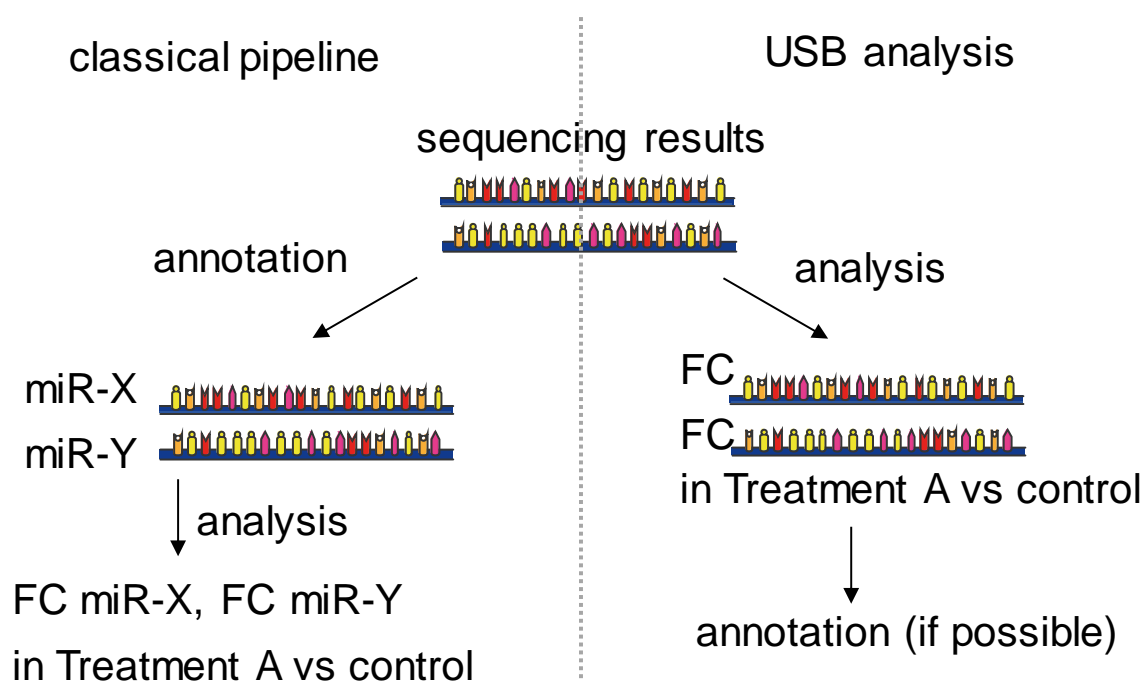 classical pipeline
USB analysis
sequencing results
annotation
analysis
miR-X
miR-Y
analysis
FC miR-X, FC miR-Y
in Treatment A vs control
FC
FC
in Treatment A vs control
annotation (if possible)